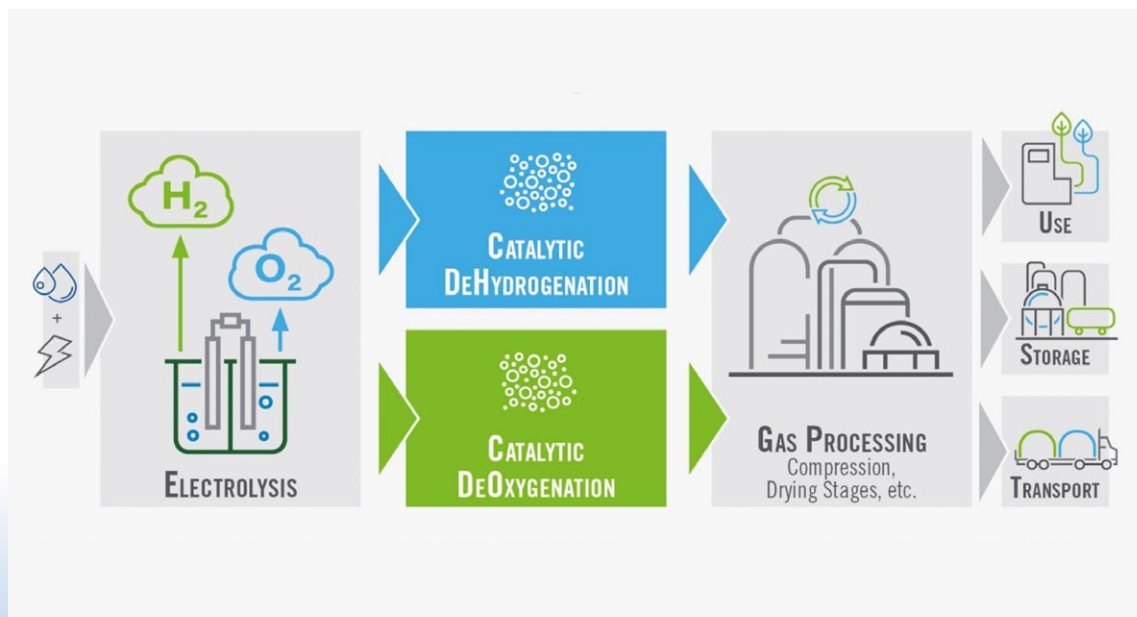 H2
O2
+
ELECTROLYSIS
CATALYTIC
DEHYDROGENATION
CATALYTIC
DEOXYGENATION
GAS PROCESSING
Compression,
Drying Stages, etc.
USE
STORAGE
TRANSPORT